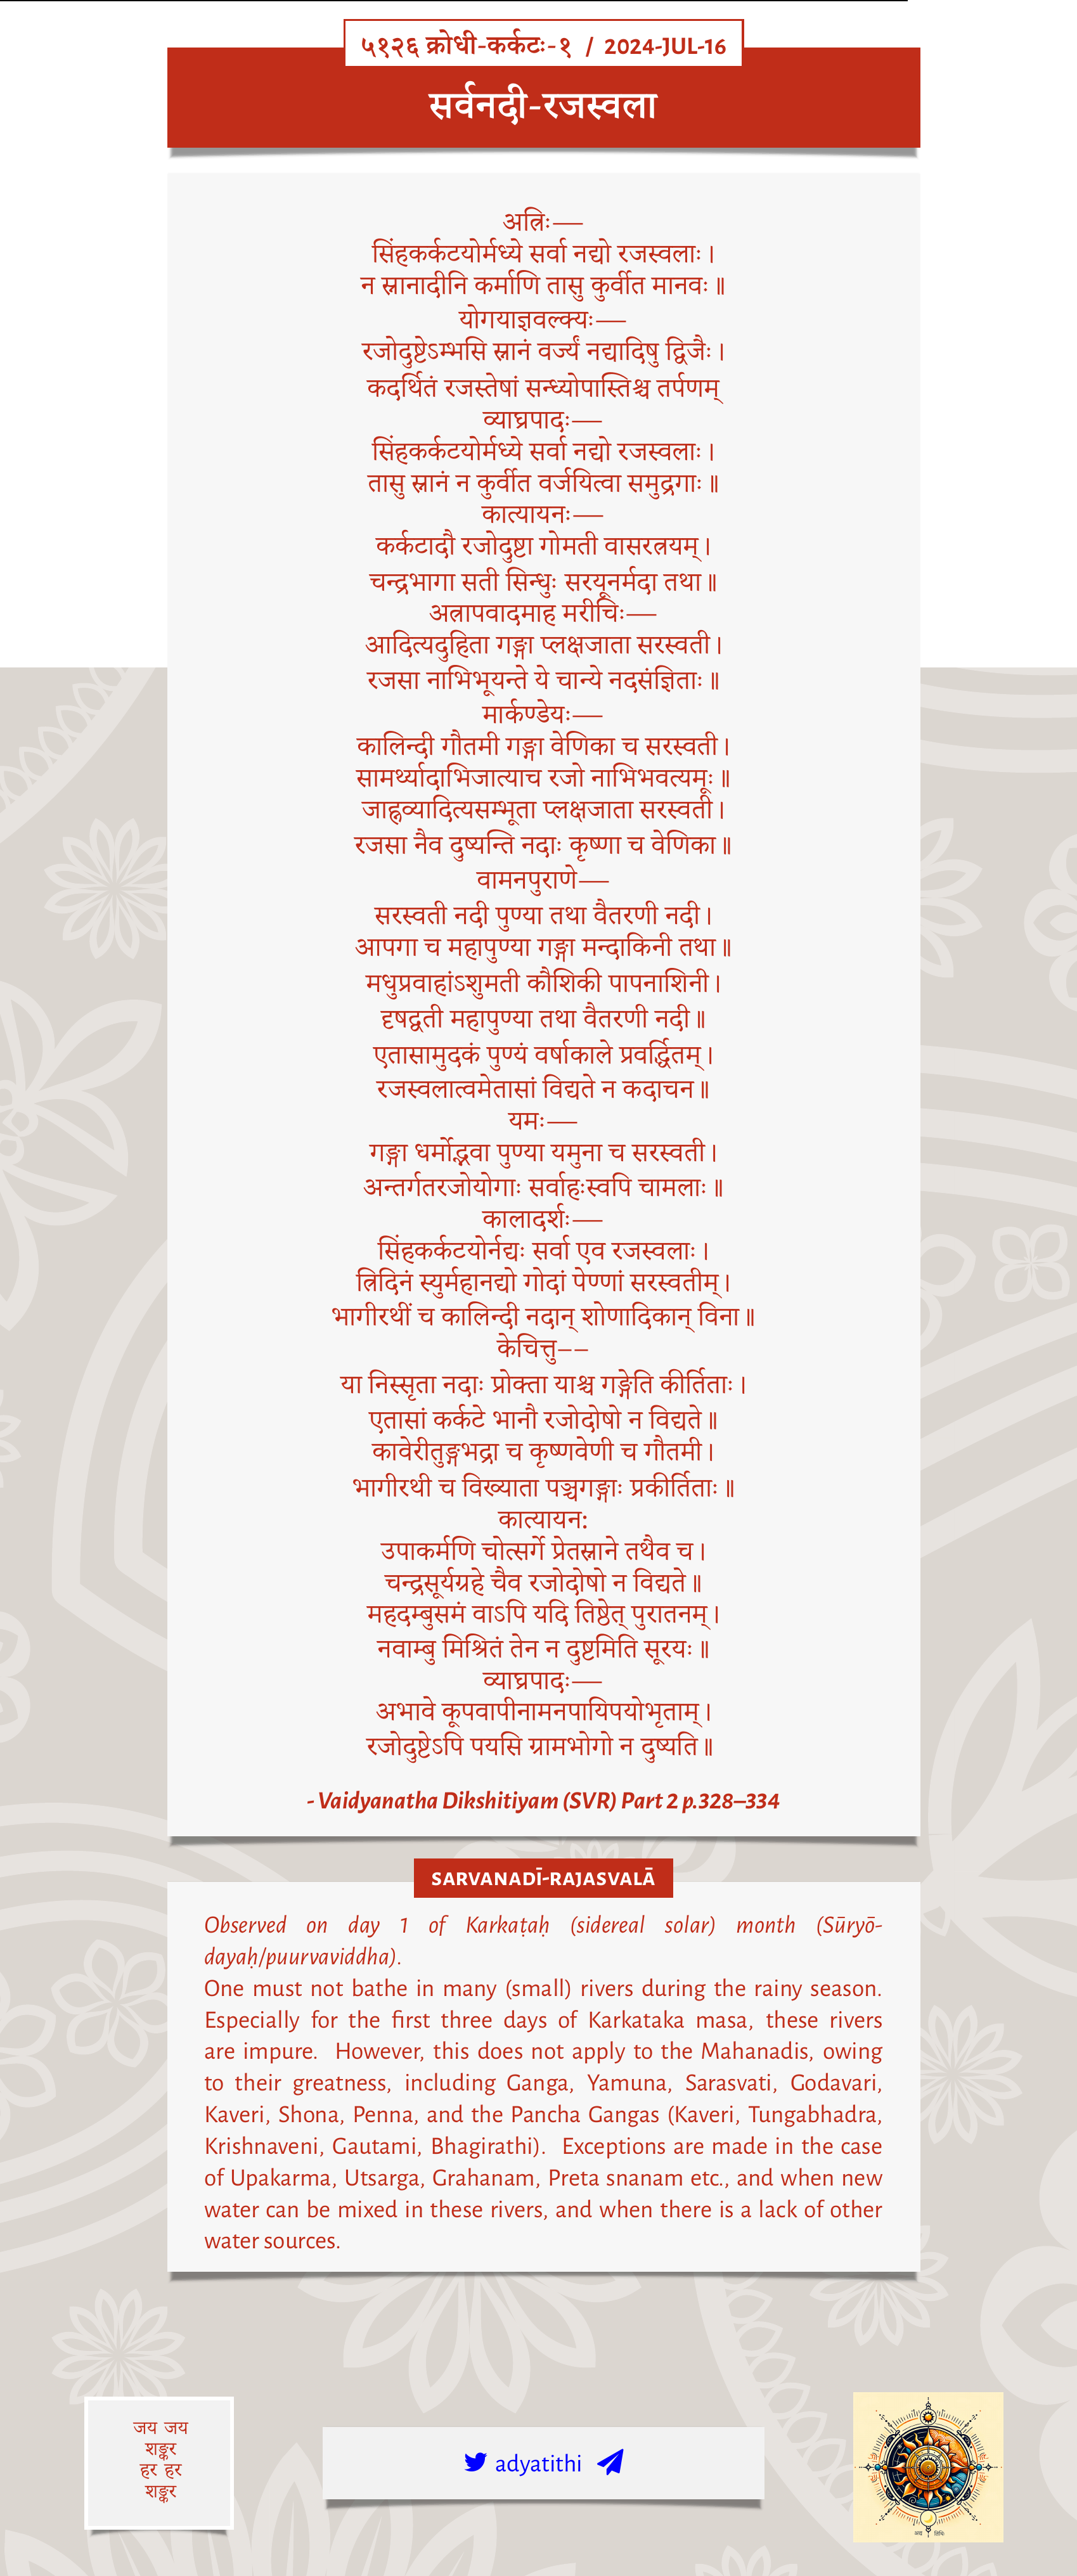 ५१२६ क्रोधी-कर्कटः-१ / 2024-JUL-16
सर्वनदी-रजस्वला
अत्रिः—
सिंहकर्कटयोर्मध्ये सर्वा नद्यो रजस्वलाः।
न स्नानादीनि कर्माणि तासु कुर्वीत मानवः॥
योगयाज्ञवल्क्यः—
रजोदुष्टेऽम्भसि स्नानं वर्ज्यं नद्यादिषु द्विजैः।
कदर्थितं रजस्तेषां सन्ध्योपास्तिश्च तर्पणम्
व्याघ्रपादः—
सिंहकर्कटयोर्मध्ये सर्वा नद्यो रजस्वलाः।
तासु स्नानं न कुर्वीत वर्जयित्वा समुद्रगाः॥
कात्यायनः—
कर्कटादौ रजोदुष्टा गोमती वासरत्रयम्।
चन्द्रभागा सती सिन्धुः सरयूनर्मदा तथा॥
अत्रापवादमाह मरीचिः—
आदित्यदुहिता गङ्गा प्लक्षजाता सरस्वती।
रजसा नाभिभूयन्ते ये चान्ये नदसंज्ञिताः॥
मार्कण्डेयः—
कालिन्दी गौतमी गङ्गा वेणिका च सरस्वती।
सामर्थ्यादाभिजात्याच रजो नाभिभवत्यमूः॥
जाह्नव्यादित्यसम्भूता प्लक्षजाता सरस्वती।
रजसा नैव दुष्यन्ति नदाः कृष्णा च वेणिका॥
वामनपुराणे—
सरस्वती नदी पुण्या तथा वैतरणी नदी।
आपगा च महापुण्या गङ्गा मन्दाकिनी तथा॥
मधुप्रवाहांऽशुमती कौशिकी पापनाशिनी।
दृषद्वती महापुण्या तथा वैतरणी नदी॥
एतासामुदकं पुण्यं वर्षाकाले प्रवर्द्धितम्।
रजस्वलात्वमेतासां विद्यते न कदाचन॥
यमः—
गङ्गा धर्मोद्भवा पुण्या यमुना च सरस्वती।
अन्तर्गतरजोयोगाः सर्वाहःस्वपि चामलाः॥
कालादर्शः—
सिंहकर्कटयोर्नद्यः सर्वा एव रजस्वलाः।
त्रिदिनं स्युर्महानद्यो गोदां पेण्णां सरस्वतीम्।
भागीरथीं च कालिन्दी नदान् शोणादिकान् विना॥
केचित्तु––
या निस्सृता नदाः प्रोक्ता याश्च गङ्गेति कीर्तिताः।
एतासां कर्कटे भानौ रजोदोषो न विद्यते॥
कावेरीतुङ्गभद्रा च कृष्णवेणी च गौतमी।
भागीरथी च विख्याता पञ्चगङ्गाः प्रकीर्तिताः॥
कात्यायन:
उपाकर्मणि चोत्सर्गे प्रेतस्नाने तथैव च।
चन्द्रसूर्यग्रहे चैव रजोदोषो न विद्यते॥
महदम्बुसमं वाऽपि यदि तिष्ठेत् पुरातनम्।
नवाम्बु मिश्रितं तेन न दुष्टमिति सूरयः॥
व्याघ्रपादः—
अभावे कूपवापीनामनपायिपयोभृताम्।
रजोदुष्टेऽपि पयसि ग्रामभोगो न दुष्यति॥
- Vaidyanatha Dikshitiyam (SVR) Part 2 p.328–334
SARVANADĪ-RAJASVALĀ
Observed on day 1 of Karkaṭaḥ (sidereal solar) month (Sūryō-
dayaḥ/puurvaviddha).
One must not bathe in many (small) rivers during the rainy season.
Especially for the first three days of Karkataka masa, these rivers
are impure. However, this does not apply to the Mahanadis, owing
to their greatness, including Ganga, Yamuna, Sarasvati, Godavari,
Kaveri, Shona, Penna, and the Pancha Gangas (Kaveri, Tungabhadra,
Krishnaveni, Gautami, Bhagirathi). Exceptions are made in the case
of Upakarma, Utsarga, Grahanam, Preta snanam etc., and when new
water can be mixed in these rivers, and when there is a lack of other
water sources.
जय जय
शङ्कर
हर हर
शङ्कर
adyatithi